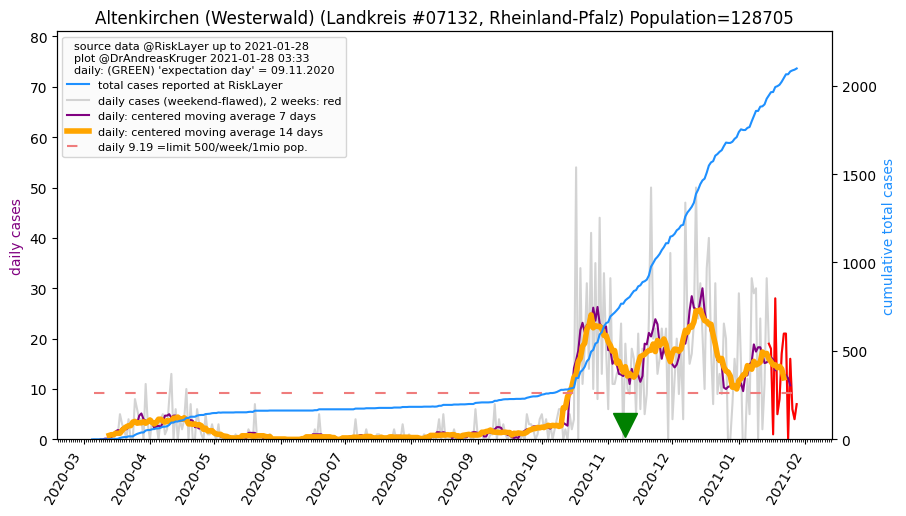 Altenkirchen (Westerwald) (Landkreis #07132, Rheinland-Pfalz) Population=128705
source data @RiskLayer up to 2021-01-28
plot @DrAndreasKruger 2021-01-28 03:33
daily: (GREEN) 'expectation day' = 09.11.2020
total cases reported at RiskLayer
daily cases (weekend-flawed), 2 weeks: red
daily: centered moving average 7 days
daily: centered moving average 14 days
daily 9.19 =limit 500/week/1mio pop.
daily cases
80
70
60
50
40
30
20
10
0
cumulative total cases
2000
1500
1000
500
0
2020-03
2020-04
2020-05
2020-06
2020-07
2020-08
2020-09
2020-10
2020-11
2020-12
2021-01
2021-02